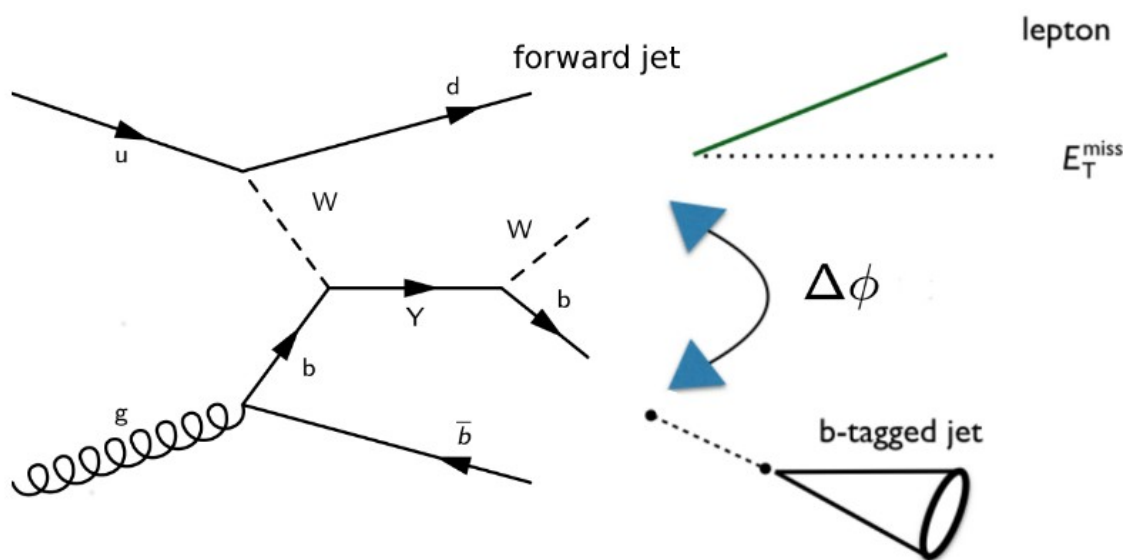 forward jet
d
u
W
W
b
Y
b
g
b̅
lepton
E_T^miss
Δϕ
b-tagged jet